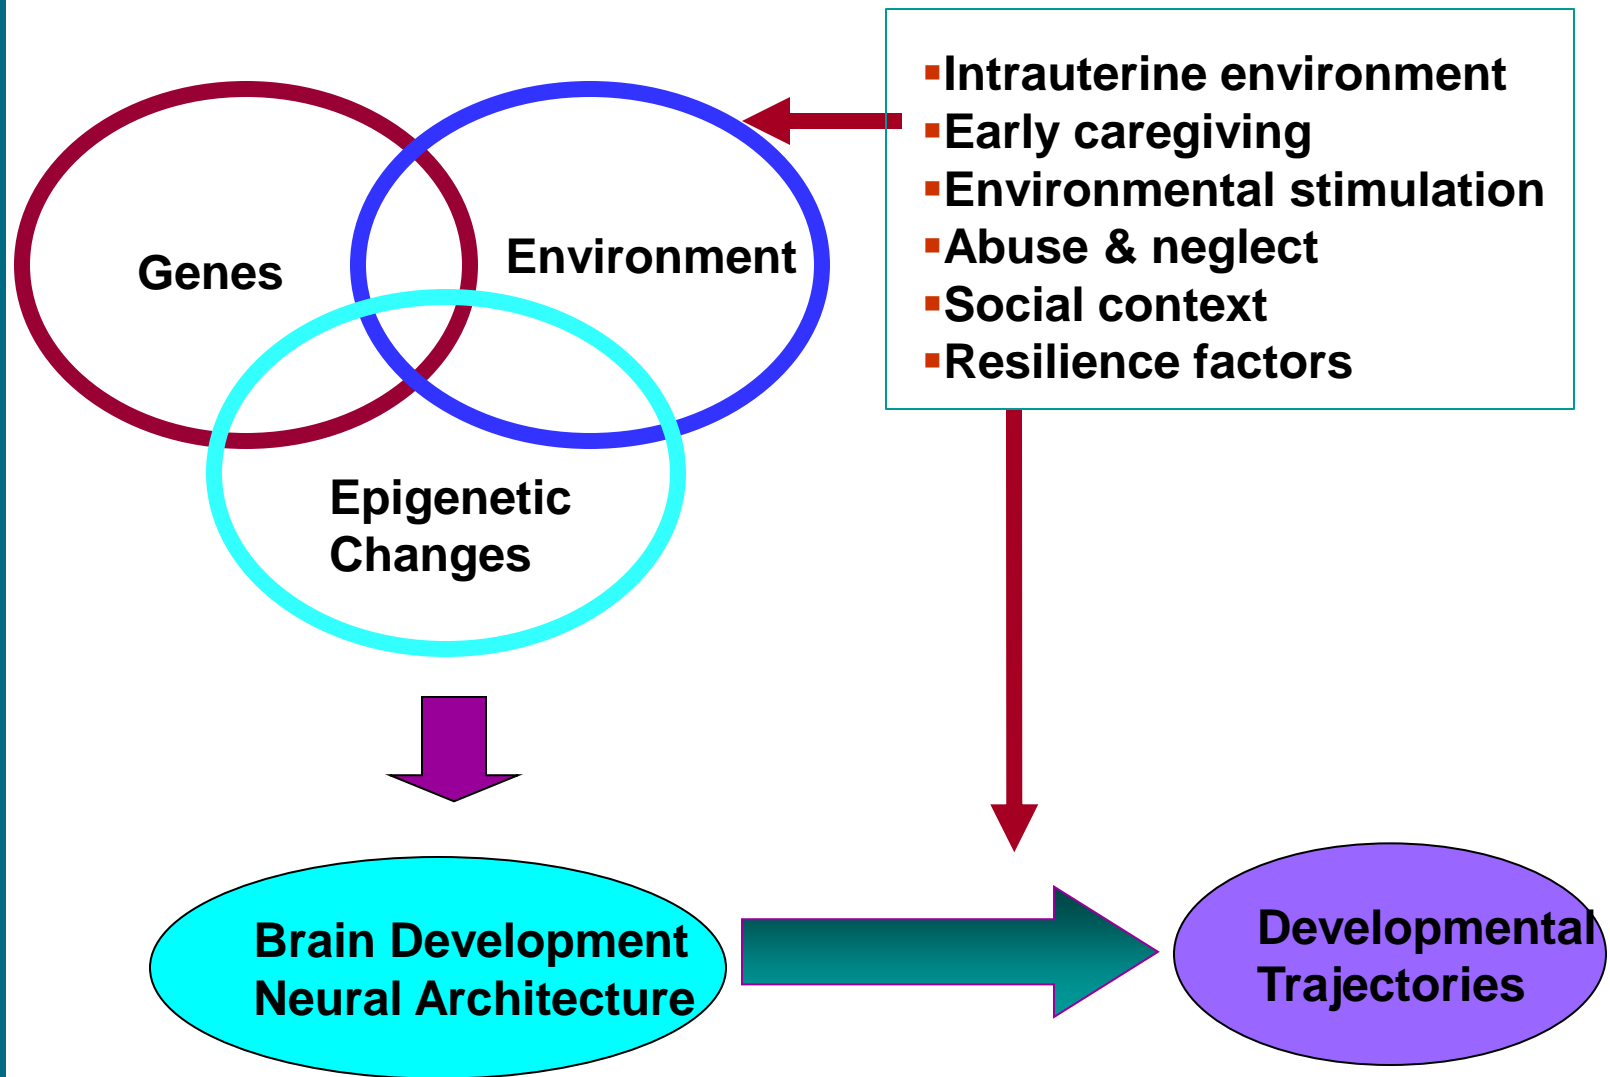 Genes
Environment
Epigenetic
Changes
▪Intrauterine environment
▪Early caregiving
▪Environmental stimulation
▪Abuse & neglect
▪Social context
▪Resilience factors
Brain Development
Neural Architecture
Developmental
Trajectories